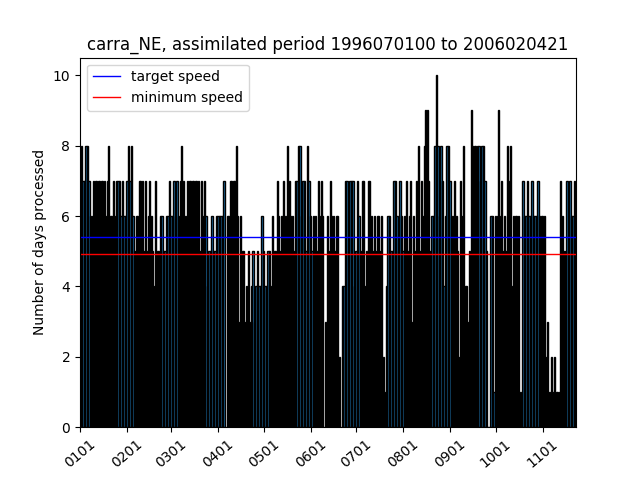 carra_NE, assimilated period 1996070100 to 2006020421
target speed
minimum speed
Number of days processed
10
8
6
4
2
0
0101 0201 0301 0401 0501 0601 0701 0801 0901 1001 1101